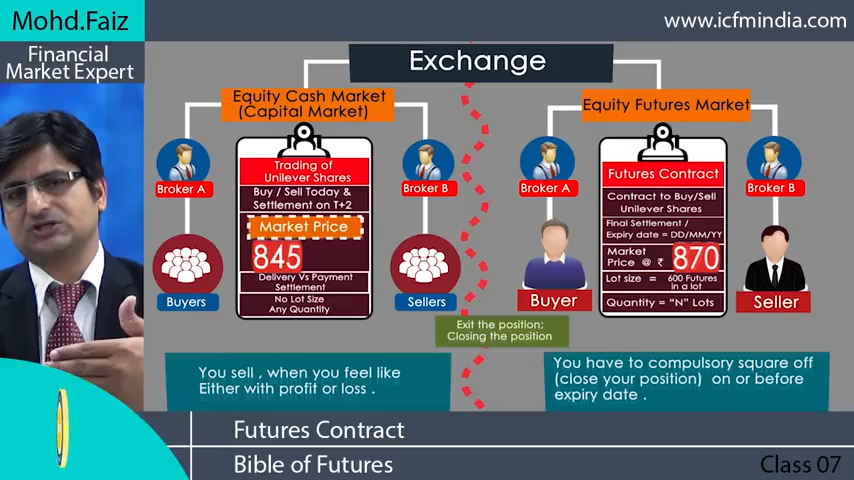 Mohd.Faiz
Financial
Market Expert
www.icfmindia.com
Exchange
Equity Cash Market
(Capital Market)
Equity Futures Market
Broker A
Trading of
Unilever Shares
Buy / Sell Today &
Settlement on T+2
Market Price
845
Delivery Vs Payment
Settlement
No Lot Size
Any Quantity
Broker B
Buyers
Sellers
Broker A
Futures Contract
Contract to Buy/Sell
Unilever Shares
Final Settlement /
Expiry date = DD/MM/YY
Market
Price @ ₹ 870
Lot size = 600 Futures
in a lot
Quantity = "N" Lots
Broker B
Buyer
Seller
Exit the position;
Closing the position
You sell , when you feel like
Either with profit or loss .
You have to compulsory square off
(close your position) on or before
expiry date .
Futures Contract
Bible of Futures
Class 07